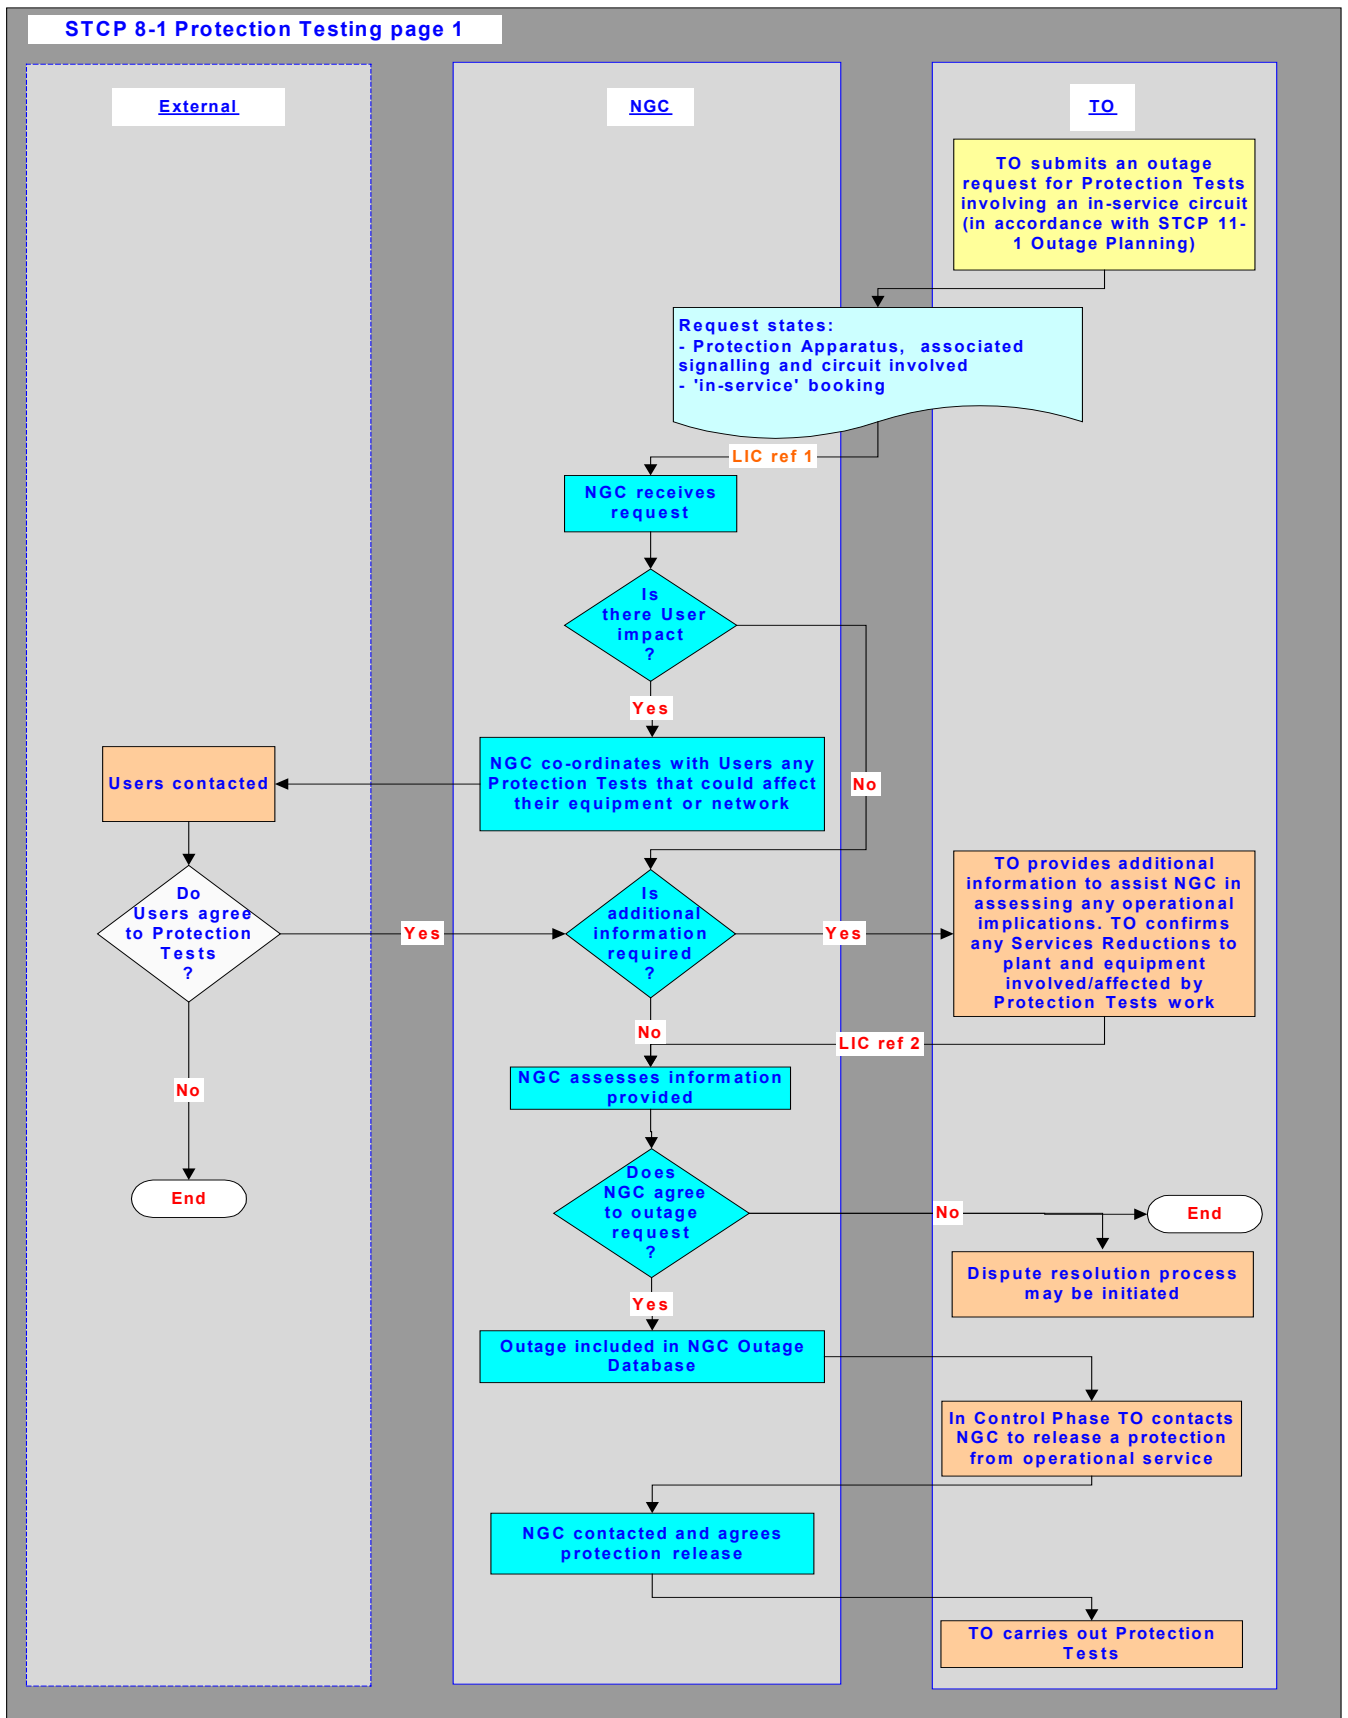 STCP 8-1 Protection Testing page 1
External
NGC
TO
TO submits an outage
request for Protection Tests
involving an in-service circuit
(in accordance with STCP 11-
1 Outage Planning)
Request states:
- Protection Apparatus, associated
signalling and circuit involved
- 'in-service' booking
LIC ref 1
NGC receives
request
Is
there User
impact
?
Yes
No
NGC co-ordinates with Users any
Protection Tests that could affect
their equipment or network
Users contacted
Do
Users agree
to Protection
Tests
?
Yes
No
End
Is
additional
information
required
?
Yes
No
TO provides additional
information to assist NGC in
assessing any operational
implications. TO confirms
any Services Reductions to
plant and equipment
involved/affected by
Protection Tests work
LIC ref 2
NGC assesses information
provided
Does
NGC agree
to outage
request
?
No
End
Dispute resolution process
may be initiated
Yes
Outage included in NGC Outage
Database
In Control Phase TO contacts
NGC to release a protection
from operational service
NGC contacted and agrees
protection release
TO carries out Protection
Tests